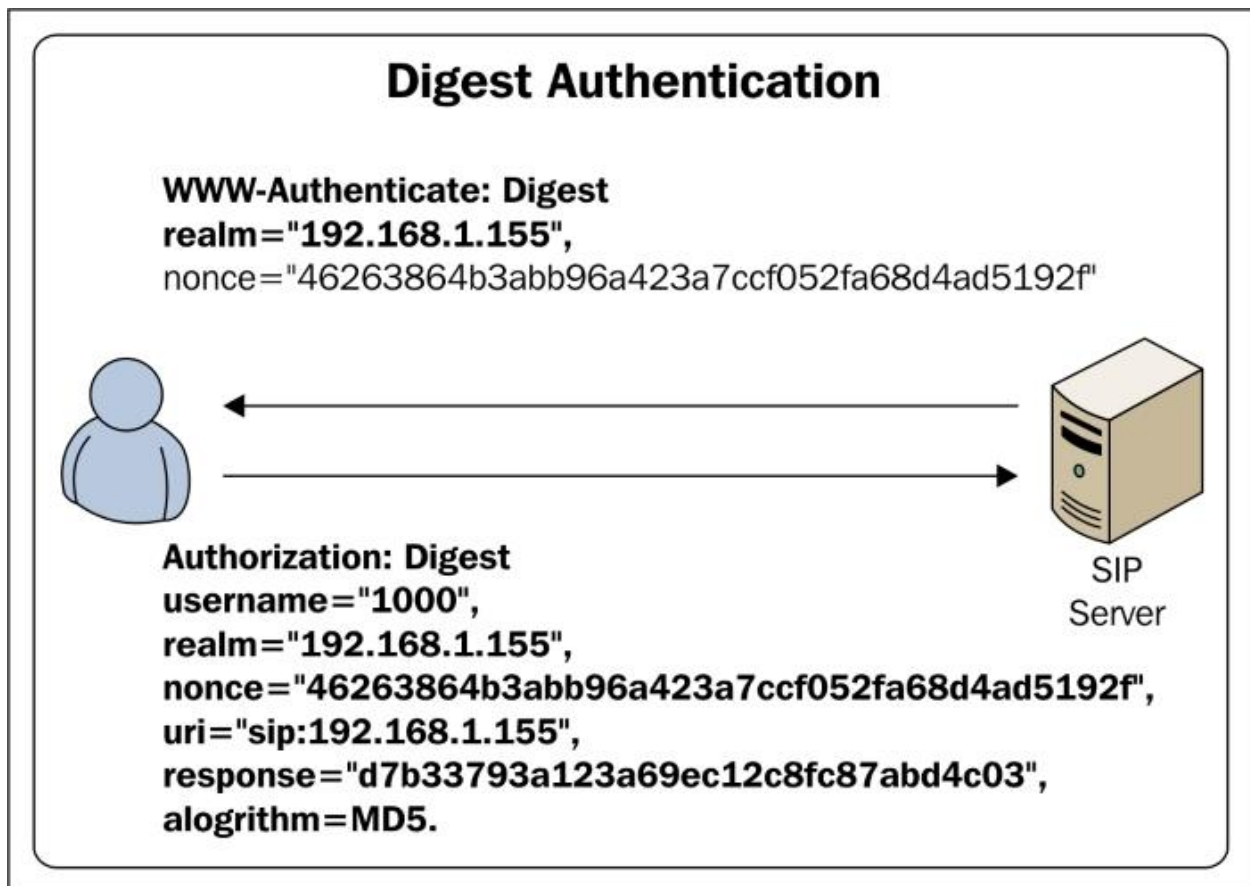 Digest Authentication
WWW-Authenticate: Digest
realm="192.168.1.155",
nonce="46263864b3abb96a423a7ccf052fa68d4ad5192f"
SIP
Server
Authorization: Digest
username="1000",
realm="192.168.1.155",
nonce="46263864b3abb96a423a7ccf052fa68d4ad5192f",
uri="sip:192.168.1.155",
response="d7b33793a123a69ec12c8fc87abd4c03",
alogrithm=MD5.